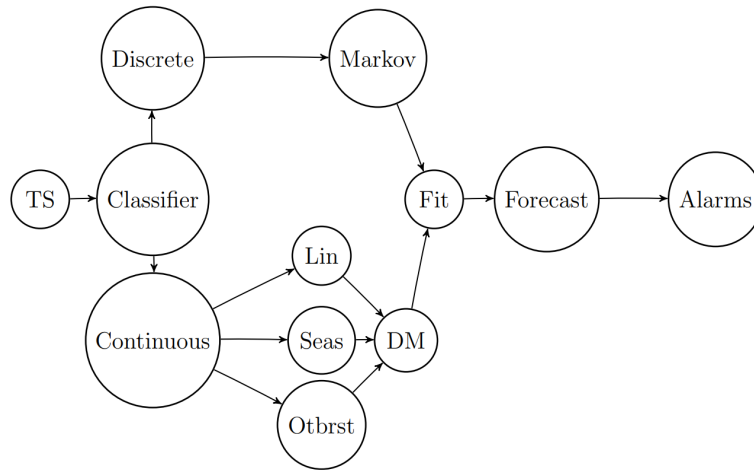 Discrete
Markov
TS
Classifier
Fit
Forecast
Alarms
Lin
Continuous
Seas
DM
Otbrst